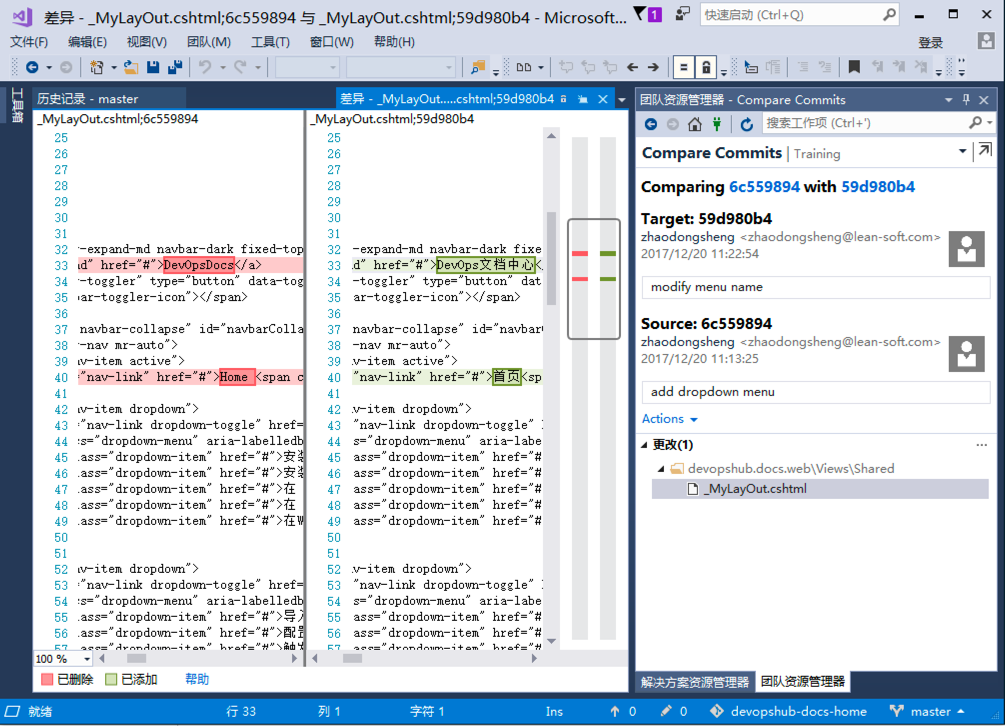 差异 - _MyLayOut.cshtml;6c559894 与 _MyLayOut.cshtml;59d980b4 - Microsoft...
1
快速启动 (Ctrl+Q)
文件(F) 编辑(E) 视图(V) 团队(M) 工具(T) 窗口(W) 帮助(H)
登录
工具箱
历史记录 - master
差异 - _MyLayOut.....cshtml;59d980b4
_MyLayOut.cshtml;6c559894
_MyLayOut.cshtml;59d980b4
25 25
26 26
27 27
28 28
29 29
30 30
31 31
32 -expand-md navbar-dark fixed-top 32 -expand-md navbar-dark fixe
33 d" href="#">DevOpsDocs</a> 33 d" href="#">DevOps文档中心<
34 -toggler" type="button" data-tog 34 -toggler" type="button" dat
35 ar-toggler-icon"></span> 35 ar-toggler-icon"></span>
36 36
37 navbar-collapse" id="navbarColla 37 navbar-collapse" id="navbar
38 -nav mr-auto"> 38 -nav mr-auto">
39 v-item active"> 39 v-item active">
40 "nav-link" href="#">Home <span c 40 "nav-link" href="#">首页<sp
41 41
42 v-item dropdown"> 42 v-item dropdown">
43 "nav-link dropdown-toggle" href= 43 "nav-link dropdown-toggle"
44 s="dropdown-menu" aria-labelledb 44 s="dropdown-menu" aria-labe
45 ass="dropdown-item" href="#">安装 45 ass="dropdown-item" href="#
46 ass="dropdown-item" href="#">安装 46 ass="dropdown-item" href="#
47 ass="dropdown-item" href="#">在 47 ass="dropdown-item" href="#
48 ass="dropdown-item" href="#">在 48 ass="dropdown-item" href="#
49 ass="dropdown-item" href="#">在W 49 ass="dropdown-item" href="#
50 50
51 51
52 v-item dropdown"> 52 v-item dropdown">
53 "nav-link dropdown-toggle" href= 53 "nav-link dropdown-toggle"
54 s="dropdown-menu" aria-labelledb 54 s="dropdown-menu" aria-labe
55 ass="dropdown-item" href="#">导入 55 ass="dropdown-item" href="#
56 ass="dropdown-item" href="#">配置 56 ass="dropdown-item" href="#
57 ass="dropdown-item" href="#">触发 57 ass="dropdown-item" href="#
100 %
已删除 已添加 帮助
团队资源管理器 - Compare Commits
搜索工作项 (Ctrl+')
Compare Commits | Training
Comparing 6c559894 with 59d980b4
Target: 59d980b4
zhaodongsheng <zhaodongsheng@lean-soft.com>
2017/12/20 11:22:54
modify menu name
Source: 6c559894
zhaodongsheng <zhaodongsheng@lean-soft.com>
2017/12/20 11:13:25
add dropdown menu
Actions
更改(1)
devopshub.docs.web\Views\Shared
_MyLayOut.cshtml
解决方案资源管理器 团队资源管理器
就绪 行 33 列 1 字符 1 Ins 0 0 devopshub-docs-home master